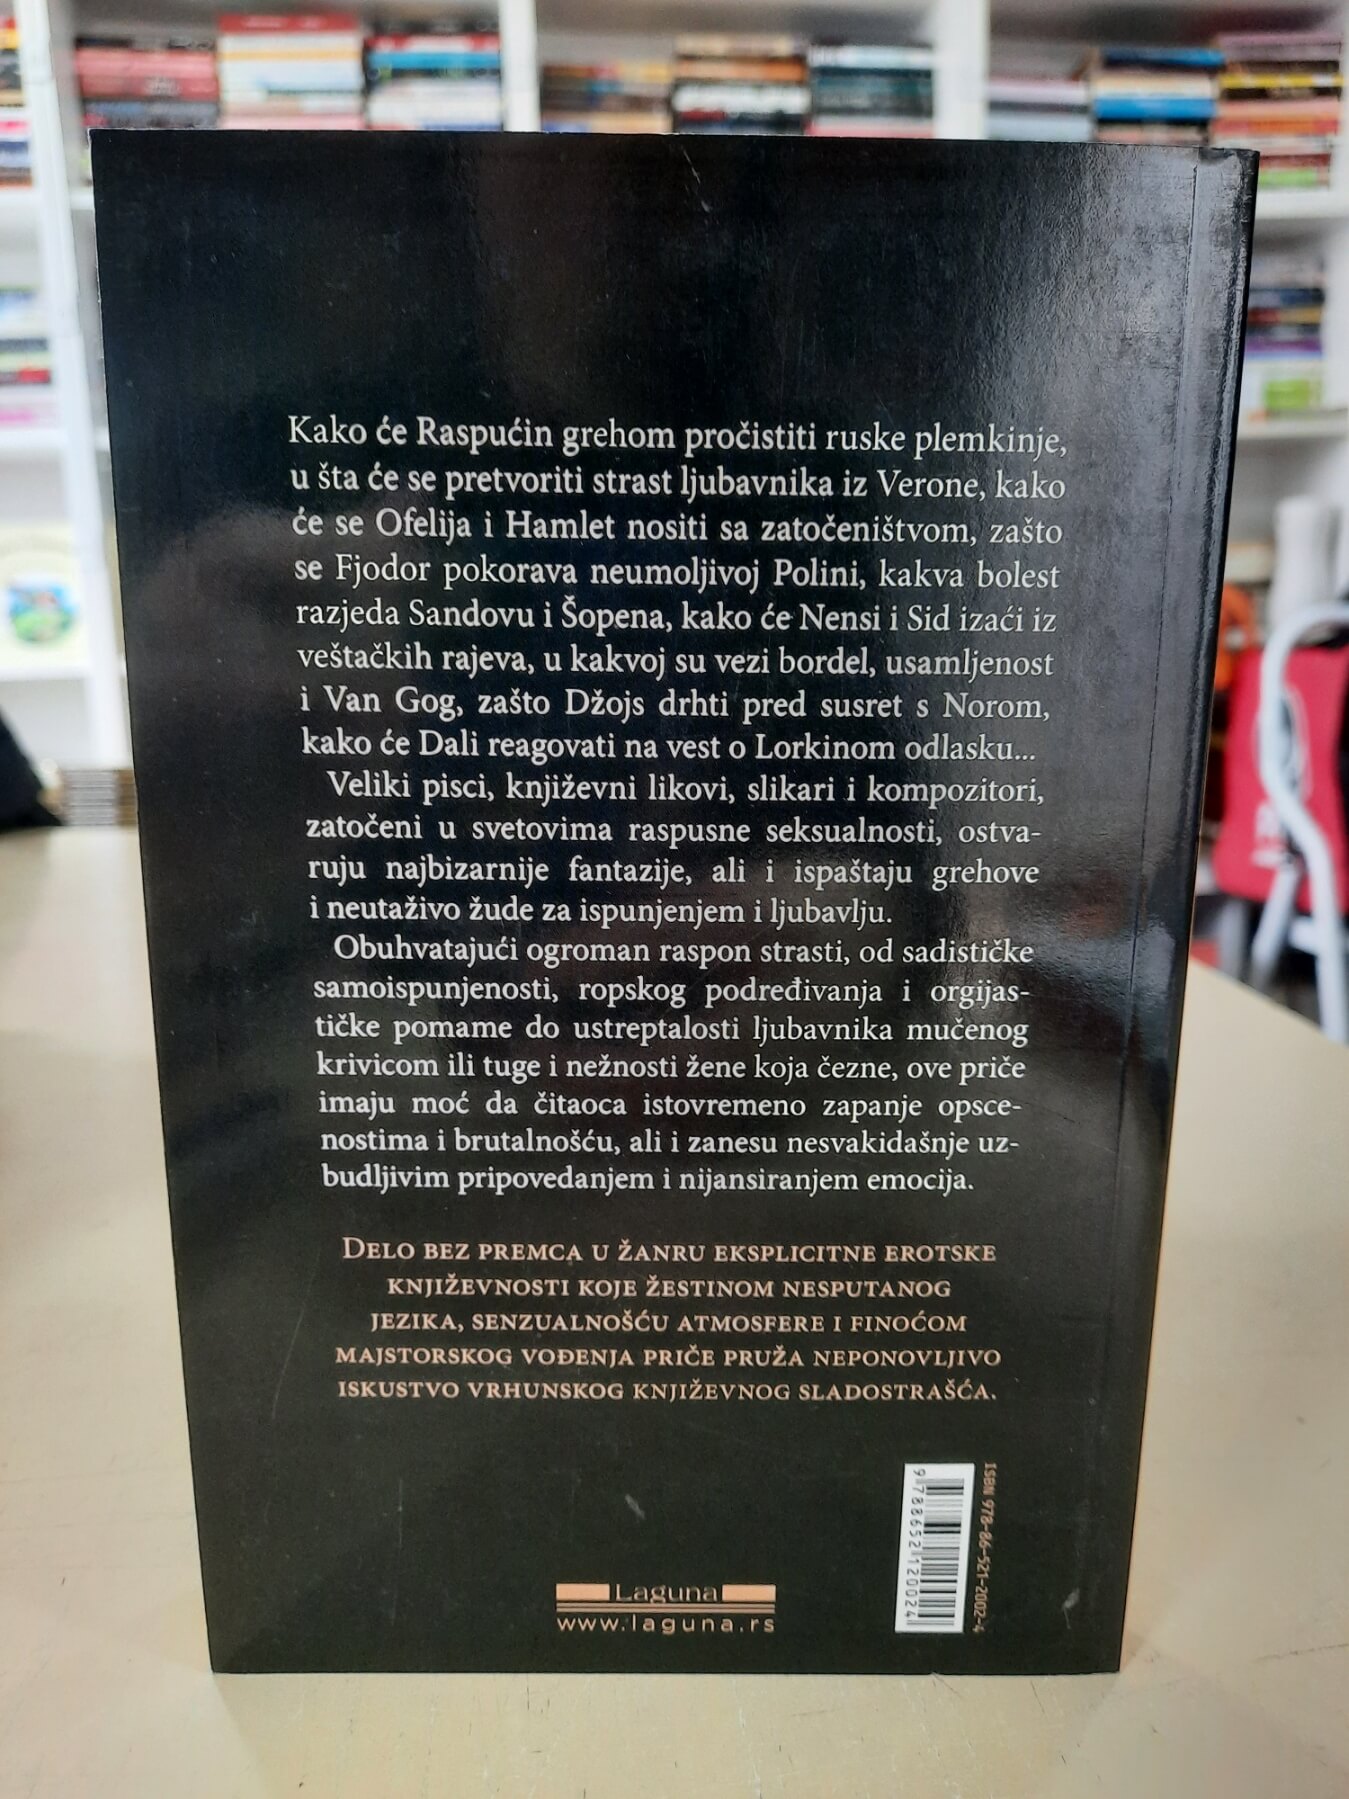 Kako će Raspućin grehom pročistiti ruske plemkinje,
u šta će se pretvoriti strast ljubavnika iz Verone, kako
će se Ofelija i Hamlet nositi sa zatočeništvom, zašto
se Fjodor pokorava neumoljivoj Polini, kakva bolest
razjeda Sandovu i Šopena, kako će Nensi i Sid izaći iz
veštačkih rajeva, u kakvoj su vezi bordel, usamljenost
i Van Gog, zašto Džojs drhti pred susret s Norom,
kako će Dali reagovati na vest o Lorkinom odlasku...
Veliki pisci, književni likovi, slikari i kompozitori,
zatočeni u svetovima raspusne seksualnosti, ostva-
ruju najbizarnije fantazije, ali i ispaštaju grehove
i neutaživo žude za ispunjenjem i ljubavlju.
Obuhvatajući ogroman raspon strasti, od sadističke
samoispunjenosti, ropskog podređivanja i orgijas-
tičke pomame do ustreptalosti ljubavnika mučenog
krivicom ili tuge i nežnosti žene koja čezne, ove priče
imaju moć da čitaoca istovremeno zapanje opsce-
nostima i brutalnošću, ali i zanesu nesvakidašnje uz-
budljivim pripovedanjem i nijansiranjem emocija.
DELO BEZ PREMCA U ŽANRU EKSPLICITNE EROTSKE
KNJIŽEVNOSTI KOJE ŽESTINOM NESPUTANOG
JEZIKA, SENZUALNOŠĆU ATMOSFERE I FINOĆOM
MAJSTORSKOG VOĐENJA PRIČE PRUŽA NEPONOVLJIVO
ISKUSTVO VRHUNSKOG KNJIŽEVNOG SLADOSTRAŠĆA.
ISBN 978-86-521-2002-4
9788652120024
Laguna
www.laguna.rs